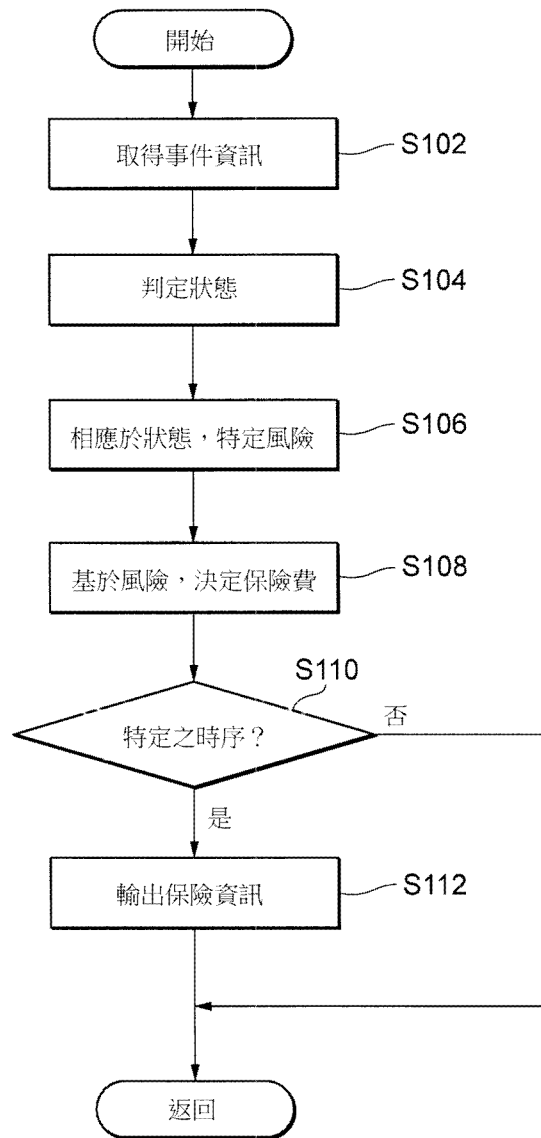 開始
取得事件資訊
S102
判定狀態
S104
相應於狀態，特定風險
S106
基於風險，決定保險費
S108
S110
特定之時序？
否
是
輸出保險資訊
S112
返回